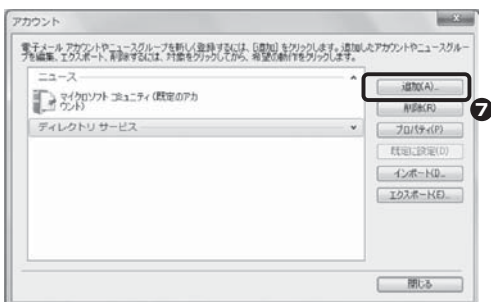 アカウント
電子メール アカウントやニュースグループを新しく登録するには、[追加] をクリックします。追加したアカウントやニュースグルー
プを編集、エクスポート、削除するには、対象をクリックしてから、希望の動作をクリックします。
ニュース
マイクロソフト コミュニティ (既定のアカ
ウント)
ディレクトリ サービス
追加(A)...
削除(R)
❼
プロパティ(P)
既定に設定(D)
インポート(I)...
エクスポート(E)...
閉じる